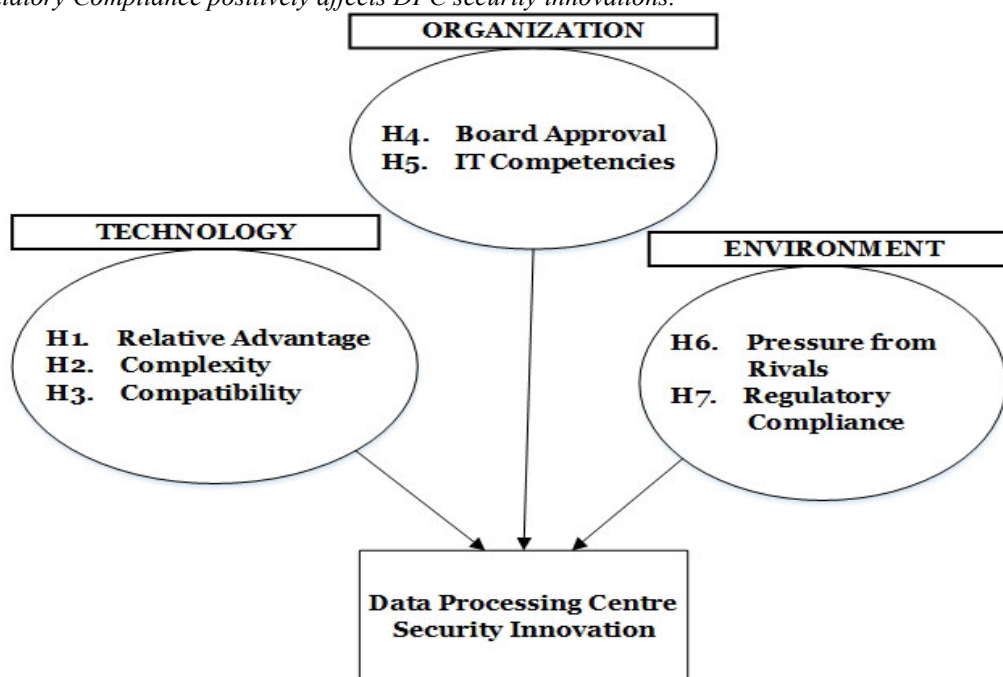 Compliance positively affects DPC security innovations.
ORGANIZATION
H4. Board Approval
H5. IT Competencies
TECHNOLOGY
H1. Relative Advantage
H2. Complexity
H3. Compatibility
ENVIRONMENT
H6. Pressure from
Rivals
H7. Regulatory
Compliance
Data Processing Centre
Security Innovation